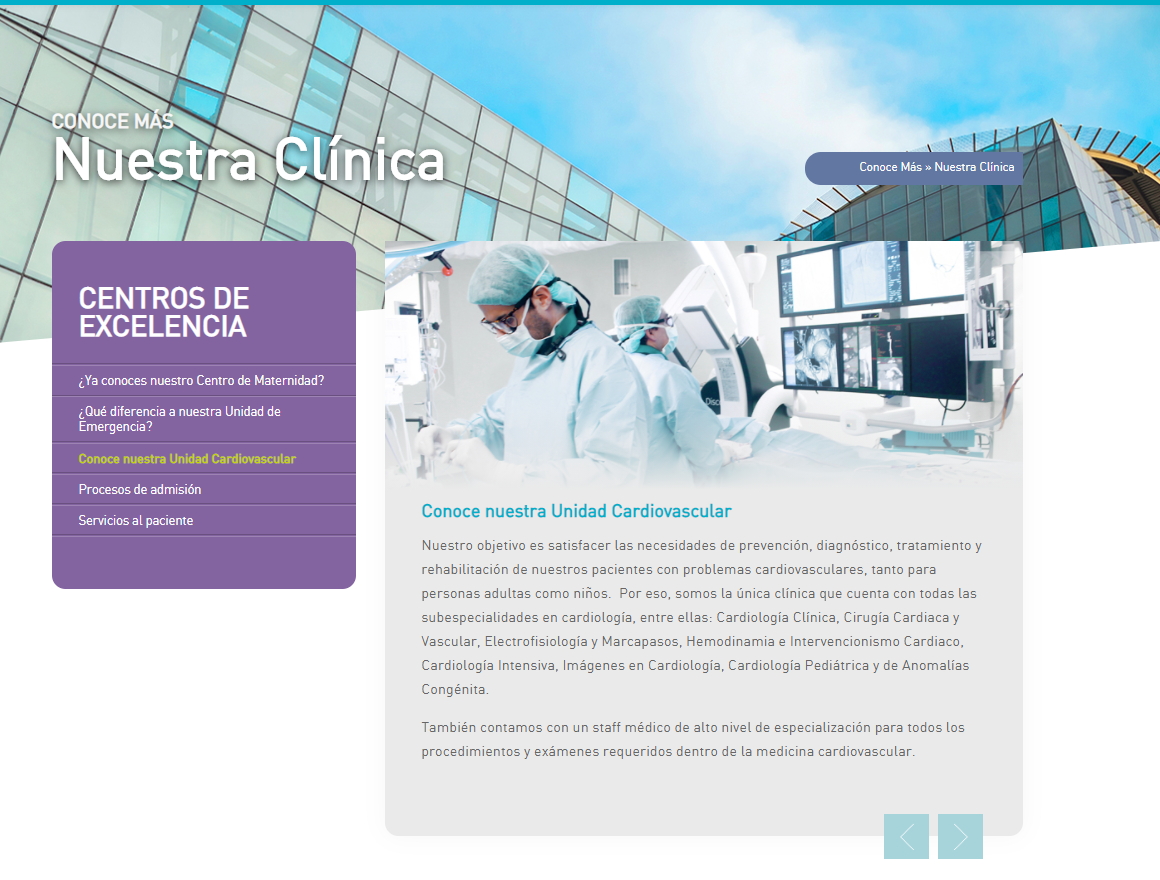 CONOCE MÁS
Nuestra Clínica
Conoce Más » Nuestra Clínica
CENTROS DE
EXCELENCIA
¿Ya conoces nuestro Centro de Maternidad?
¿Qué diferencia a nuestra Unidad de
Emergencia?
Conoce nuestra Unidad Cardiovascular
Procesos de admisión
Servicios al paciente
Conoce nuestra Unidad Cardiovascular
Nuestro objetivo es satisfacer las necesidades de prevención, diagnóstico, tratamiento y
rehabilitación de nuestros pacientes con problemas cardiovasculares, tanto para
personas adultas como niños.  Por eso, somos la única clínica que cuenta con todas las
subespecialidades en cardiología, entre ellas: Cardiología Clínica, Cirugía Cardiaca y
Vascular, Electrofisiología y Marcapasos, Hemodinamia e Intervencionismo Cardiaco,
Cardiología Intensiva, Imágenes en Cardiología, Cardiología Pediátrica y de Anomalías
Congénita.
También contamos con un staff médico de alto nivel de especialización para todos los
procedimientos y exámenes requeridos dentro de la medicina cardiovascular.